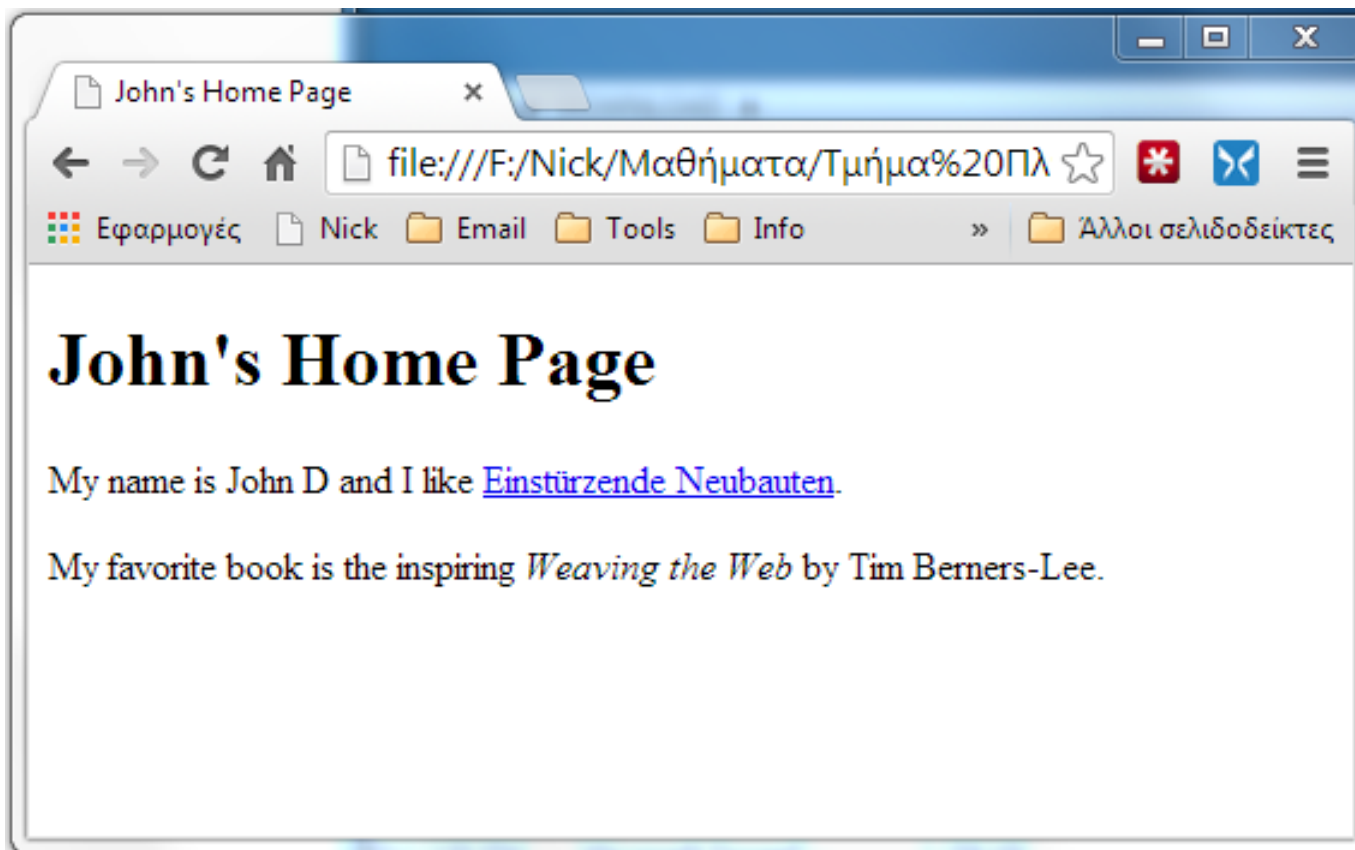 John's Home Page
file:///F:/Nick/Μαθήματα/Τμήμα%20Πλ
Εφαρμογές Nick Email Tools Info » Άλλοι σελιδοδείκτες
John's Home Page
My name is John D and I like Einstürzende Neubauten.
My favorite book is the inspiring Weaving the Web by Tim Berners-Lee.